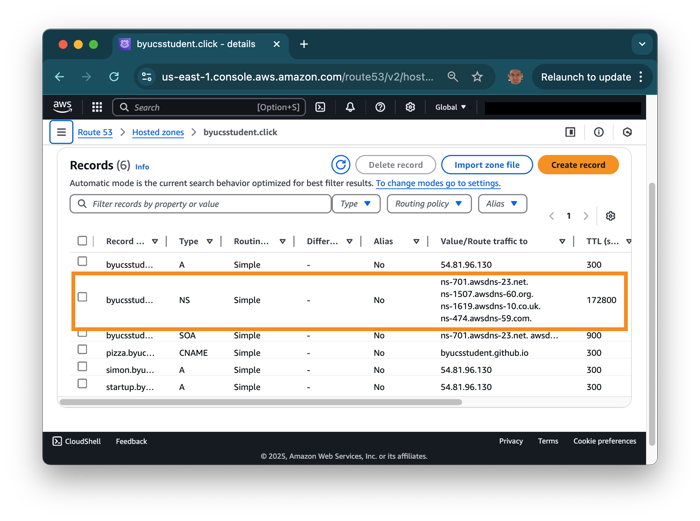 byucsstudent.click - details
us-east-1.console.aws.amazon.com/route53/v2/host...
Relaunch to update
aws
Search [Option+S]
Global
Route 53 > Hosted zones > byucsstudent.click
Records (6) Info
Delete record
Import zone file
Create record
Automatic mode is the current search behavior optimized for best filter results. To change modes go to settings.
Filter records by property or value
Type
Routing policy
Alias
1
Record ... Type Routin... Differ... Alias Value/Route traffic to TTL (s...
byucsstud... A Simple - No 54.81.96.130 300
byucsstud... NS Simple - No ns-701.awsdns-23.net. 172800
ns-1507.awsdns-60.org.
ns-1619.awsdns-10.co.uk.
ns-474.awsdns-59.com.
byucsstud... SOA Simple - No ns-701.awsdns-23.net. awsd... 900
pizza.byuc... CNAME Simple - No byucsstudent.github.io 300
simon.byu... A Simple - No 54.81.96.130 300
startup.by... A Simple - No 54.81.96.130 300
CloudShell Feedback Privacy Terms Cookie preferences
© 2025, Amazon Web Services, Inc. or its affiliates.